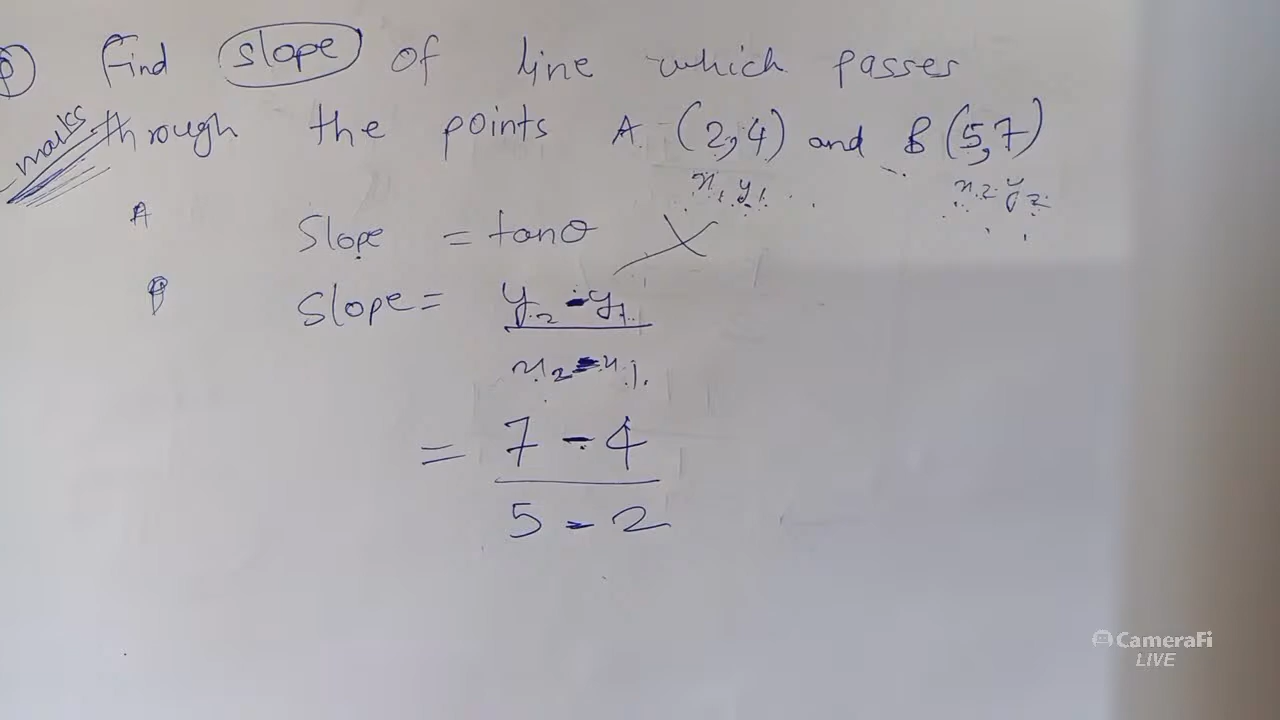 Find slope of line which passes
marks through the points A (2,4) and B (5,7)
x₁ y₁ x₂ y₂
A
Slope = tanθ
Slope = y₂ - y₁
x₂ - x₁
= 7 - 4
5 - 2
CameraFi
LIVE